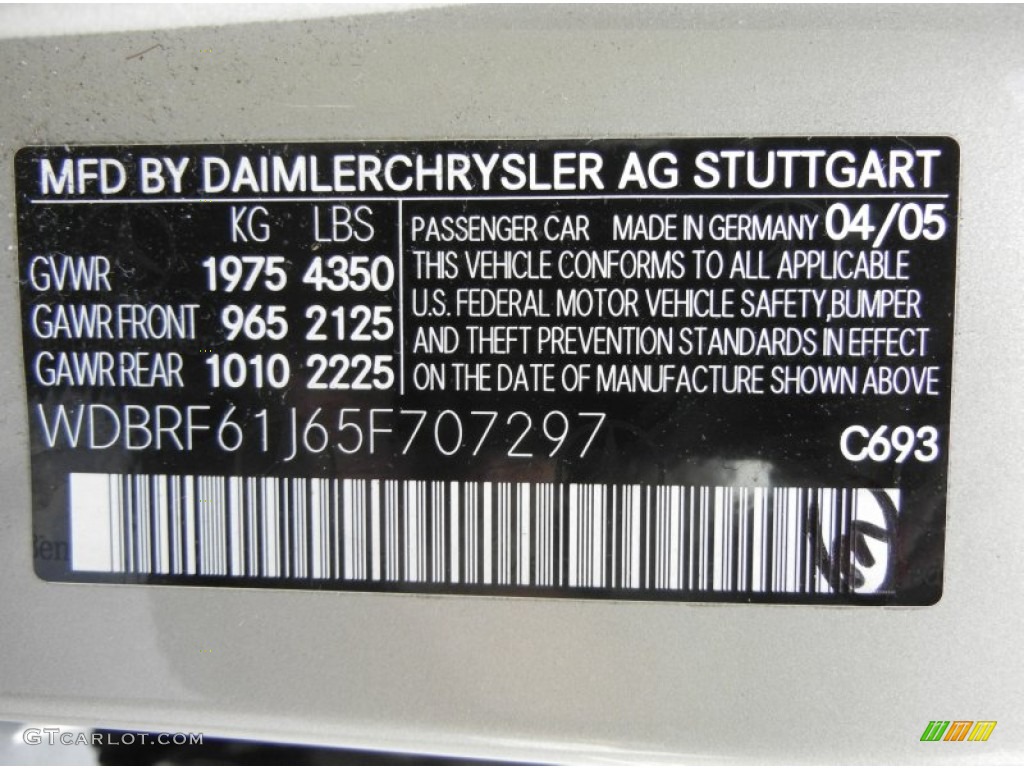 MFD BY DAIMLERCHRYSLER AG STUTTGART
KG LBS
GVWR 1975 4350
GAWR FRONT 965 2125
GAWR REAR 1010 2225
PASSENGER CAR MADE IN GERMANY 04/05
THIS VEHICLE CONFORMS TO ALL APPLICABLE
U.S. FEDERAL MOTOR VEHICLE SAFETY, BUMPER
AND THEFT PREVENTION STANDARDS IN EFFECT
ON THE DATE OF MANUFACTURE SHOWN ABOVE
WDBRF61J65F707297
C693
GTCARLOT.COM